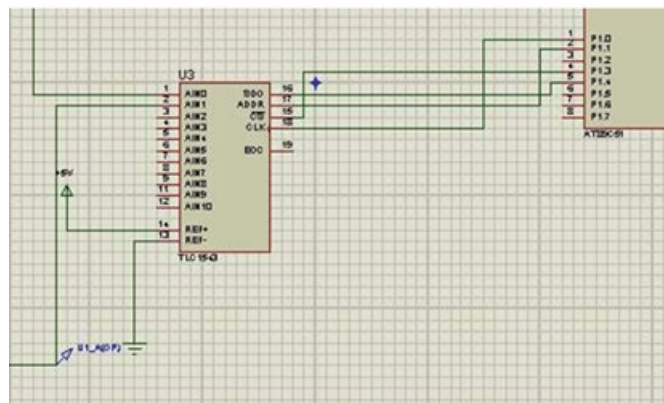 U3
1 AIN0
2 AIN1
3 AIN2
4 AIN3
5 AIN4
6 AIN5
7 AIN6
8 AIN7
9 AIN8
11 AIN9
12 AIN10
14 REF+
13 REF-
SDO 16
ADDR 17
CS 15
CLK 18
EOC 19
TLC1543
+5V
U1_A(OP)
1 P1.0
2 P1.1
3 P1.2
4 P1.3
5 P1.4
6 P1.5
7 P1.6
8 P1.7
AT89C51